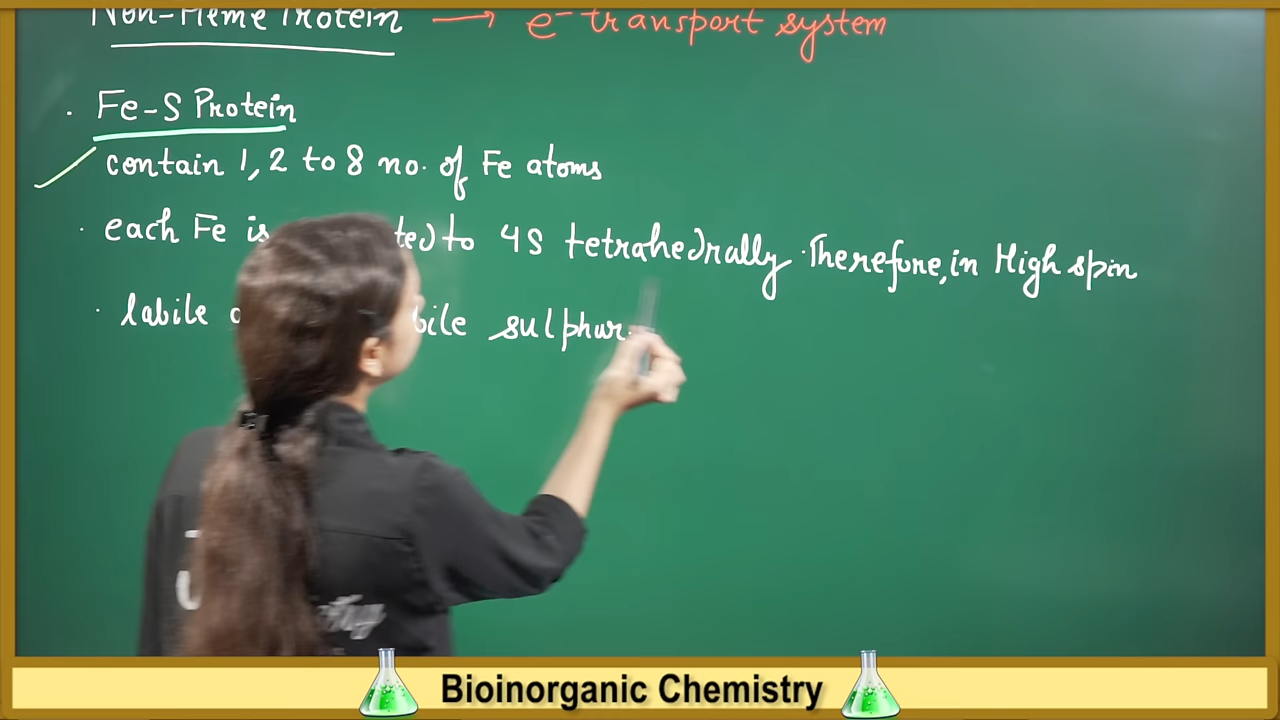 Non-Heme Protein → e⁻ transport system
. Fe-S Protein
contain 1, 2 to 8 no. of Fe atoms
. each Fe is to 4S tetrahedrally. Therefore, in High spin
. labile sulphur.
Bioinorganic Chemistry